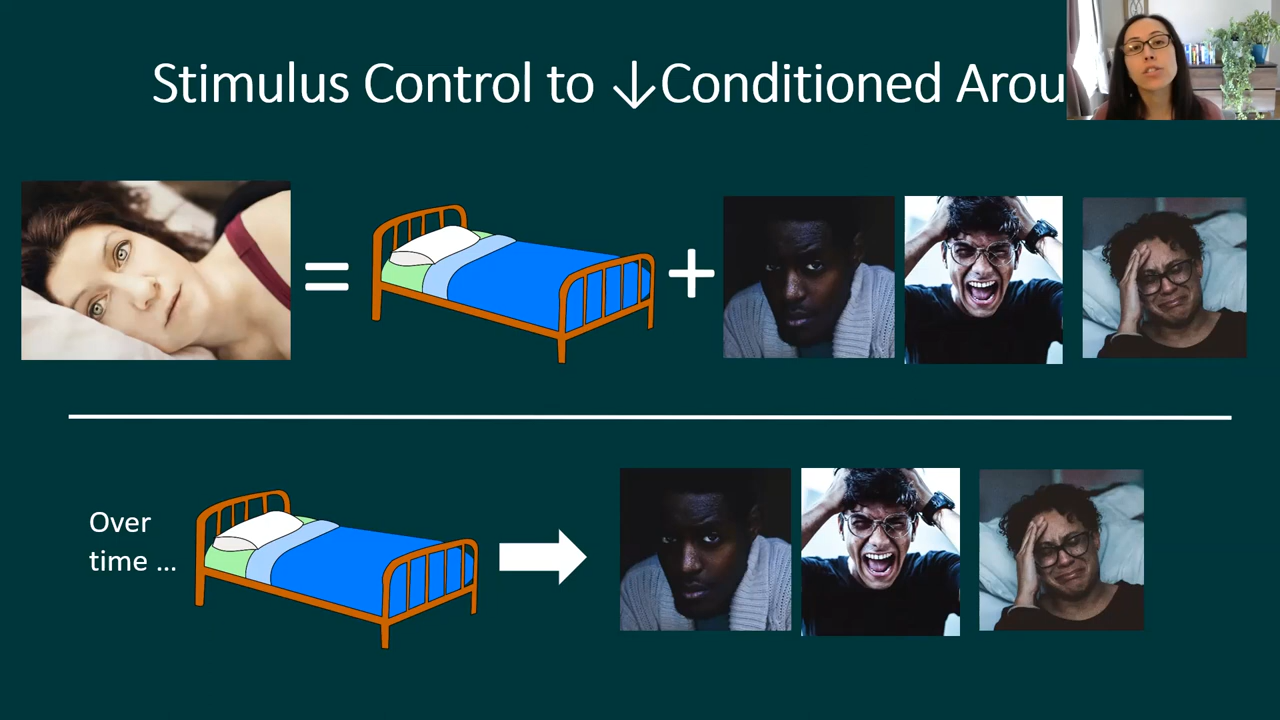 Stimulus Control to ↓Conditioned Arou
=
+
Over
time …